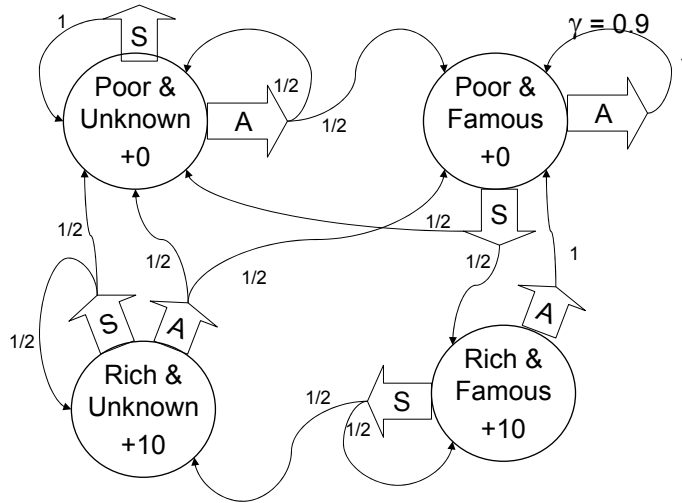 1
S
γ = 0.9
Poor &
Unknown
+0
A
1/2
1/2
Poor &
Famous
+0
A
S
1/2
1/2
1/2
1/2
1/2
1
S
A
A
1/2
Rich &
Unknown
+10
1/2
1/2
S
Rich &
Famous
+10